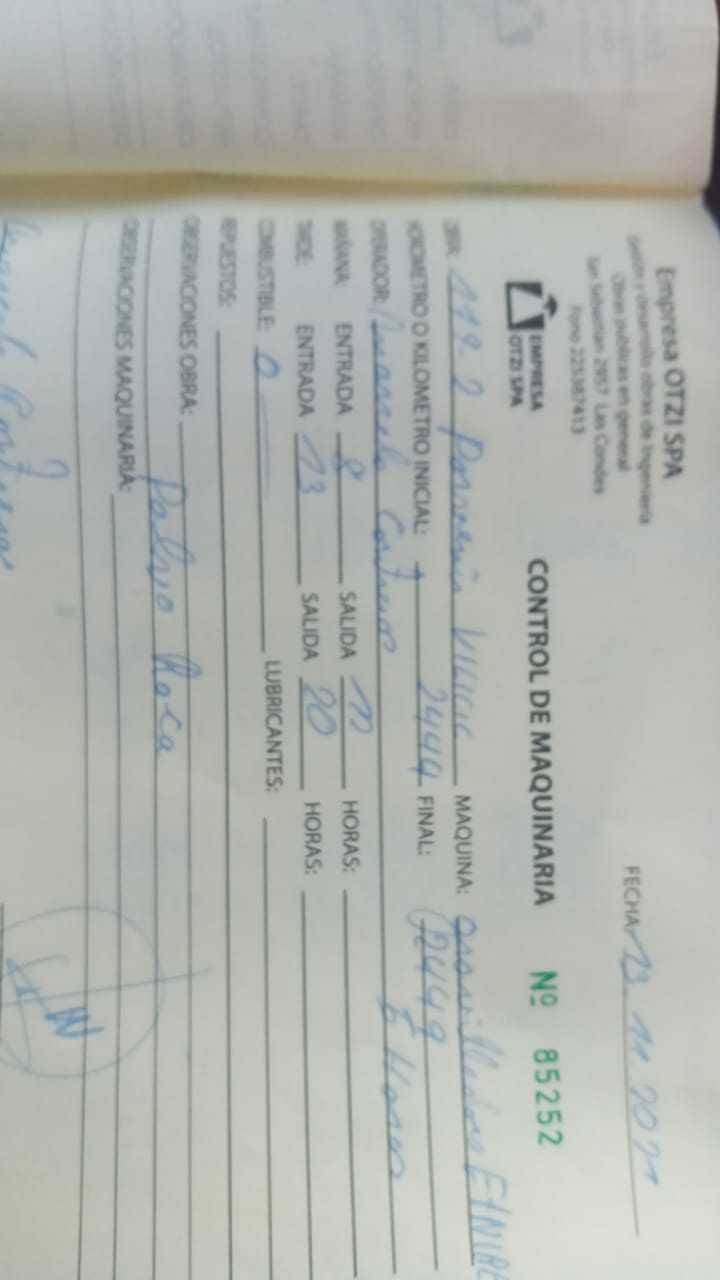 Empresa OTZI SPA
Gestión y desarrollo obras de Ingeniería
Obras publicas en general
San Sebastian 2957 Las Condes
Fono 225387413
FECHA: 13.11.2021
EMPRESA
OTZI SPA
CONTROL DE MAQUINARIA Nº 85252
OBRA: 119-2 Porvenir VILICIC MAQUINA: gravilladora EtNIRE
HOROMETRO O KILOMETRO INICIAL: 2444 FINAL: 2449
OPERADOR: Marcelo Contreras 5 Horas
MAÑANA: ENTRADA 8 SALIDA 11 HORAS:
TARDE: ENTRADA 13 SALIDA 20 HORAS:
COMBUSTIBLE: 0 LUBRICANTES:
REPUESTOS:
OBSERVACIONES OBRA:
Polvo Roca
OBSERVACIONES MAQUINARIA:
Marcelo Contreras